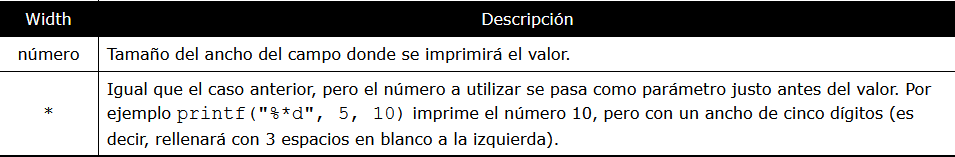 Width Descripción
número Tamaño del ancho del campo donde se imprimirá el valor.
* Igual que el caso anterior, pero el número a utilizar se pasa como parámetro justo antes del valor. Por
ejemplo printf("%*d", 5, 10) imprime el número 10, pero con un ancho de cinco dígitos (es
decir, rellenará con 3 espacios en blanco a la izquierda).